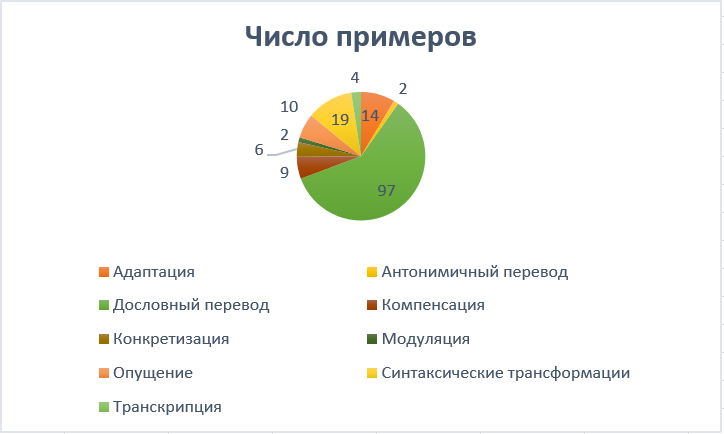 Число примеров
4
2
10
19
14
2
6
9
97
Адаптация
Антонимичный перевод
Дословный перевод
Компенсация
Конкретизация
Модуляция
Опущение
Синтаксические трансформации
Транскрипция